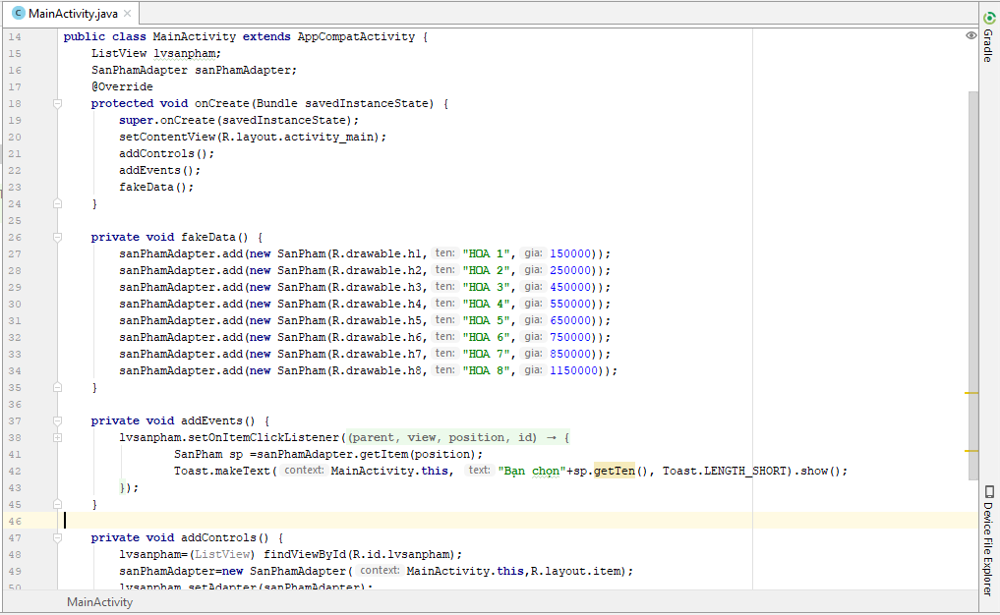 MainActivity.java
14 public class MainActivity extends AppCompatActivity {
15 ListView lvsanpham;
16 SanPhamAdapter sanPhamAdapter;
17 @Override
18 protected void onCreate(Bundle savedInstanceState) {
19 super.onCreate(savedInstanceState);
20 setContentView(R.layout.activity_main);
21 addControls();
22 addEvents();
23 fakeData();
24 }
25
26 private void fakeData() {
27 sanPhamAdapter.add(new SanPham(R.drawable.h1, ten: "HOA 1", gia: 150000));
28 sanPhamAdapter.add(new SanPham(R.drawable.h2, ten: "HOA 2", gia: 250000));
29 sanPhamAdapter.add(new SanPham(R.drawable.h3, ten: "HOA 3", gia: 450000));
30 sanPhamAdapter.add(new SanPham(R.drawable.h4, ten: "HOA 4", gia: 550000));
31 sanPhamAdapter.add(new SanPham(R.drawable.h5, ten: "HOA 5", gia: 650000));
32 sanPhamAdapter.add(new SanPham(R.drawable.h6, ten: "HOA 6", gia: 750000));
33 sanPhamAdapter.add(new SanPham(R.drawable.h7, ten: "HOA 7", gia: 850000));
34 sanPhamAdapter.add(new SanPham(R.drawable.h8, ten: "HOA 8", gia: 1150000));
35 }
36
37 private void addEvents() {
38 lvsanpham.setOnItemClickListener((parent, view, position, id) → {
41 SanPham sp =sanPhamAdapter.getItem(position);
42 Toast.makeText( context: MainActivity.this, text: "Bạn chọn"+sp.getTen(), Toast.LENGTH_SHORT).show();
43 });
45 }
46
47 private void addControls() {
48 lvsanpham=(ListView) findViewById(R.id.lvsanpham);
49 sanPhamAdapter=new SanPhamAdapter( context: MainActivity.this,R.layout.item);
50 lvsanpham.setAdapter(sanPhamAdapter);
MainActivity
Gradle
Device File Explorer